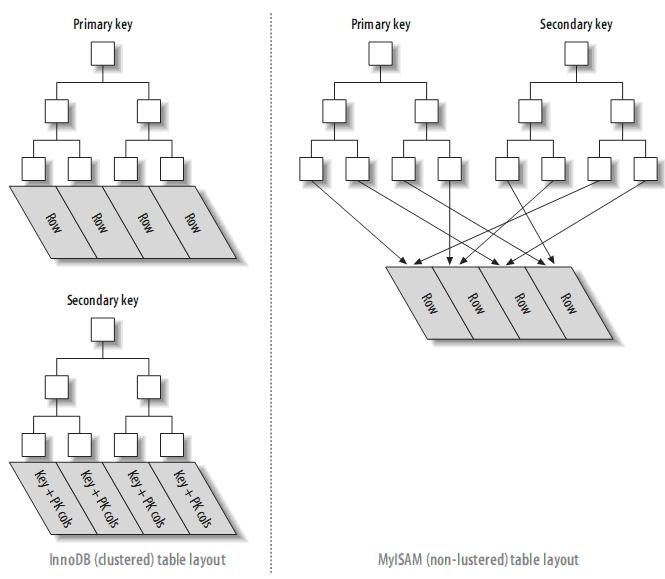 Primary key
Row
Row
Row
Row
Secondary key
Key + PK cols
Key + PK cols
Key + PK cols
Key + PK cols
InnoDB (clustered) table layout
Primary key
Secondary key
Row
Row
Row
Row
MyISAM (non-lustered) table layout